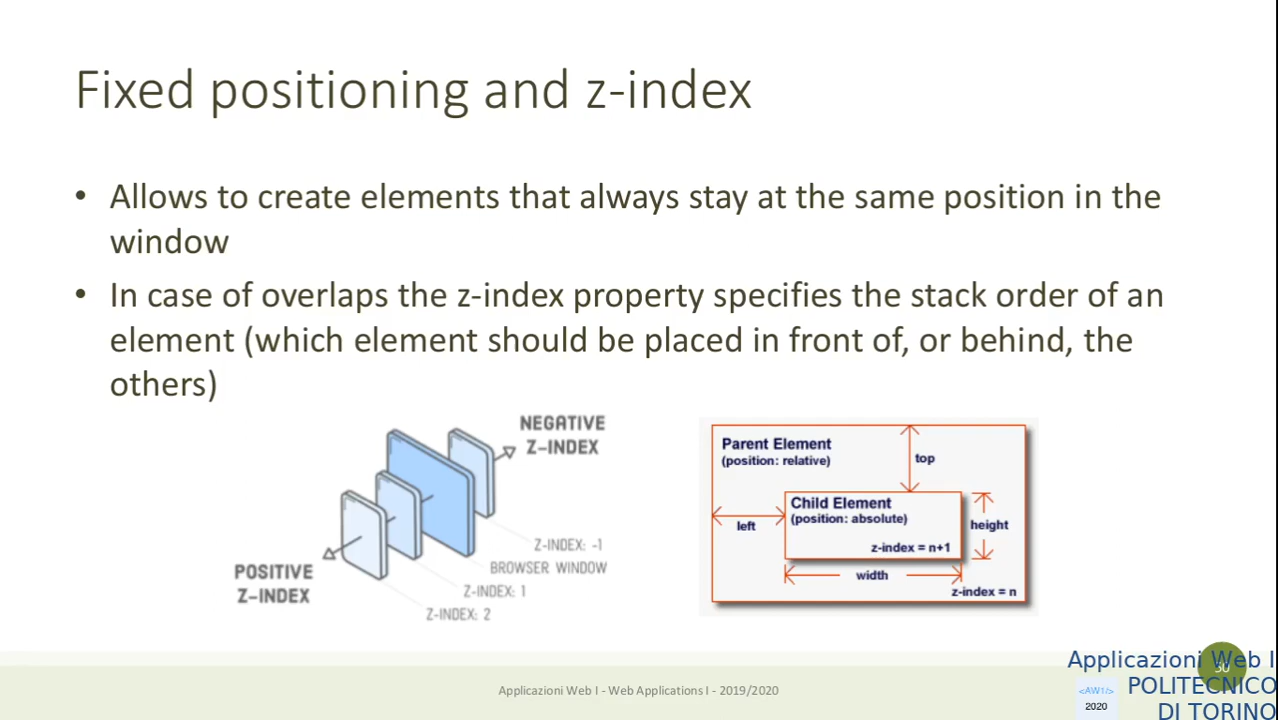 Fixed positioning and z-index
• Allows to create elements that always stay at the same position in the
window
• In case of overlaps the z-index property specifies the stack order of an
element (which element should be placed in front of, or behind, the
others)
NEGATIVE
Z-INDEX
Z-INDEX: -1
BROWSER WINDOW
Z-INDEX: 1
Z-INDEX: 2
POSITIVE
Z-INDEX
Parent Element
(position: relative)
top
Child Element
(position: absolute)
left
height
z-index = n+1
width
z-index = n
Applicazioni Web I - Web Applications I - 2019/2020
30
Applicazioni Web I
POLITECNICO
DI TORINO
<AW1/>
2020